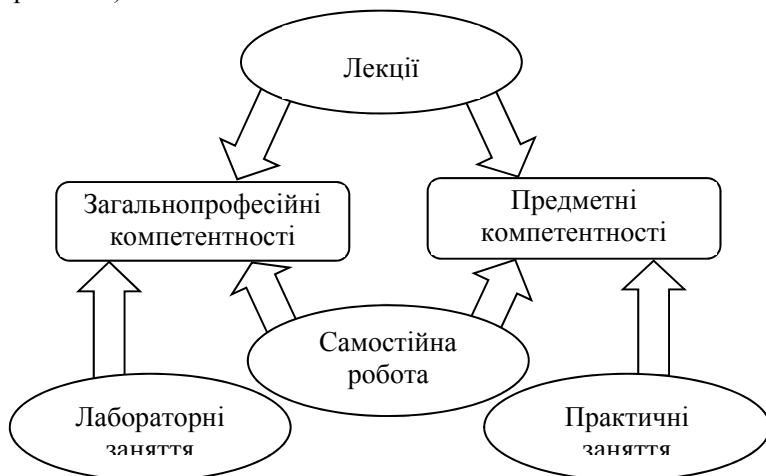 Лекції
Загальнопрофесійні
компетентності
Предметні
компетентності
Самостійна
робота
Лабораторні
заняття
Практичні
заняття